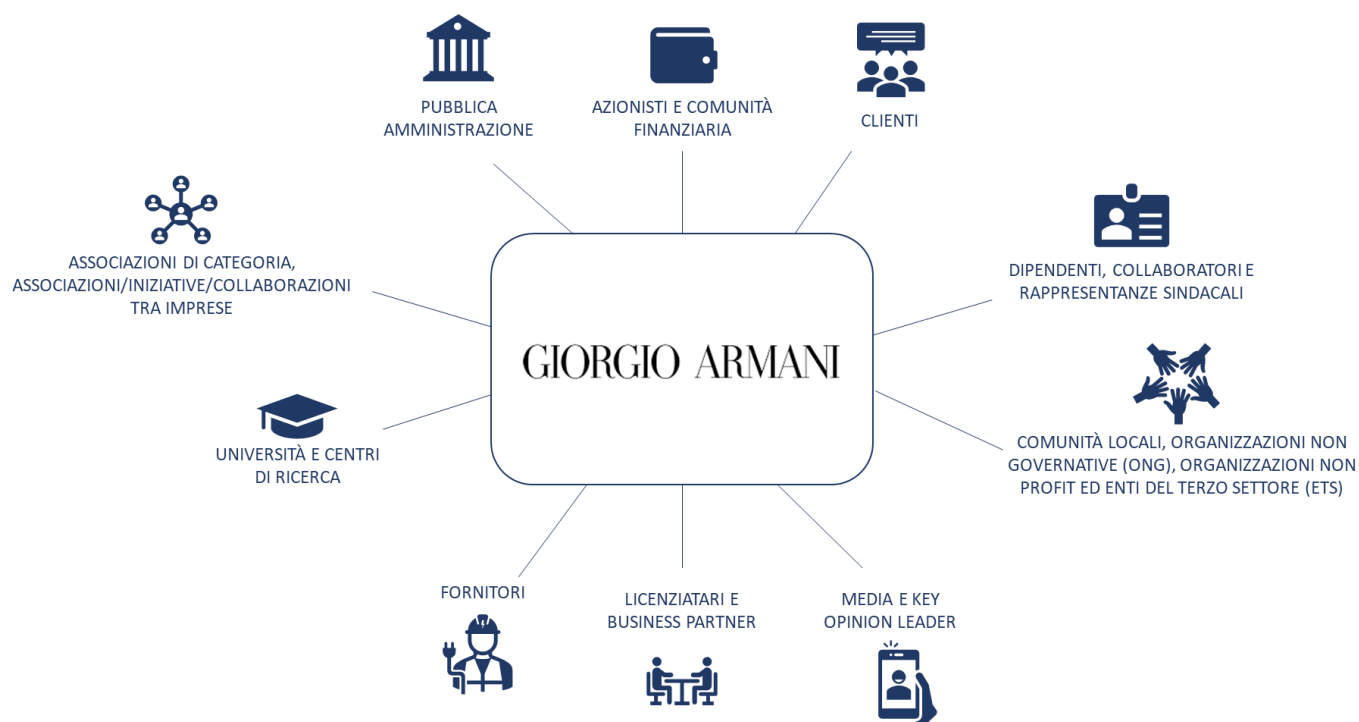 PUBBLICA
AMMINISTRAZIONE
AZIONISTI E COMUNITÀ
FINANZIARIA
CLIENTI
ASSOCIAZIONI DI CATEGORIA,
ASSOCIAZIONI/INIZIATIVE/COLLABORAZIONI
TRA IMPRESE
DIPENDENTI, COLLABORATORI E
RAPPRESENTANZE SINDACALI
GIORGIO ARMANI
UNIVERSITÀ E CENTRI
DI RICERCA
COMUNITÀ LOCALI, ORGANIZZAZIONI NON
GOVERNATIVE (ONG), ORGANIZZAZIONI NON
PROFIT ED ENTI DEL TERZO SETTORE (ETS)
FORNITORI
LICENZIATARI E
BUSINESS PARTNER
MEDIA E KEY
OPINION LEADER